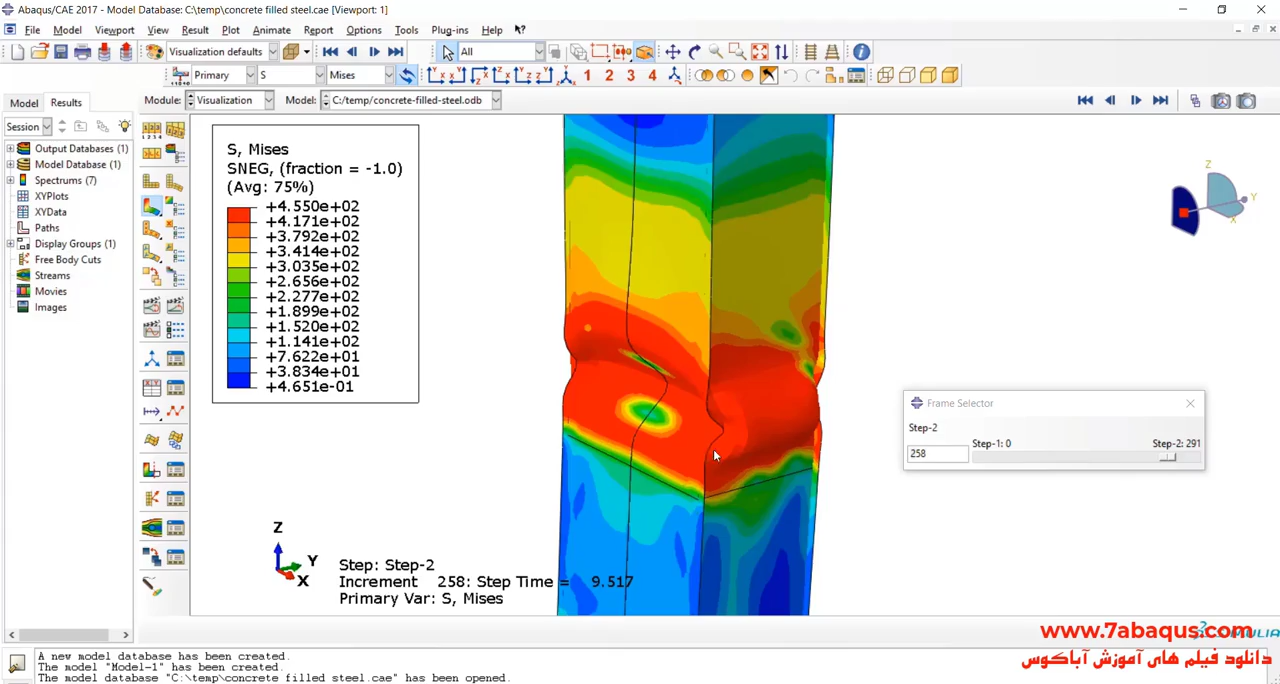 Abaqus/CAE 2017 - Model Database: C:\temp\concrete filled steel.cae [Viewport: 1]
File Model Viewport View Result Plot Animate Report Options Tools Plug-ins Help
Visualization defaults All
Primary S Mises 1 2 3 4
Model Results Module: Visualization Model: C:/temp/concrete-filled-steel.odb
Session
Output Databases (1)
Model Database (1)
Spectrums (7)
XYPlots
XYData
Paths
Display Groups (1)
Free Body Cuts
Streams
Movies
Images
S, Mises
SNEG, (fraction = -1.0)
(Avg: 75%)
+4.550e+02
+4.171e+02
+3.792e+02
+3.414e+02
+3.035e+02
+2.656e+02
+2.277e+02
+1.899e+02
+1.520e+02
+1.141e+02
+7.622e+01
+3.834e+01
+4.651e-01
Z
Y
X
Frame Selector
Step-2
258 Step-1: 0 Step-2: 291
Z
Y
X
Step: Step-2
Increment 258: Step Time = 9.517
Primary Var: S, Mises
www.7abaqus.com
دانلود فیلم های آموزش آباکوس
A new model database has been created.
The model "Model-1" has been created.
The model database "C:\temp\concrete filled steel.cae" has been opened.